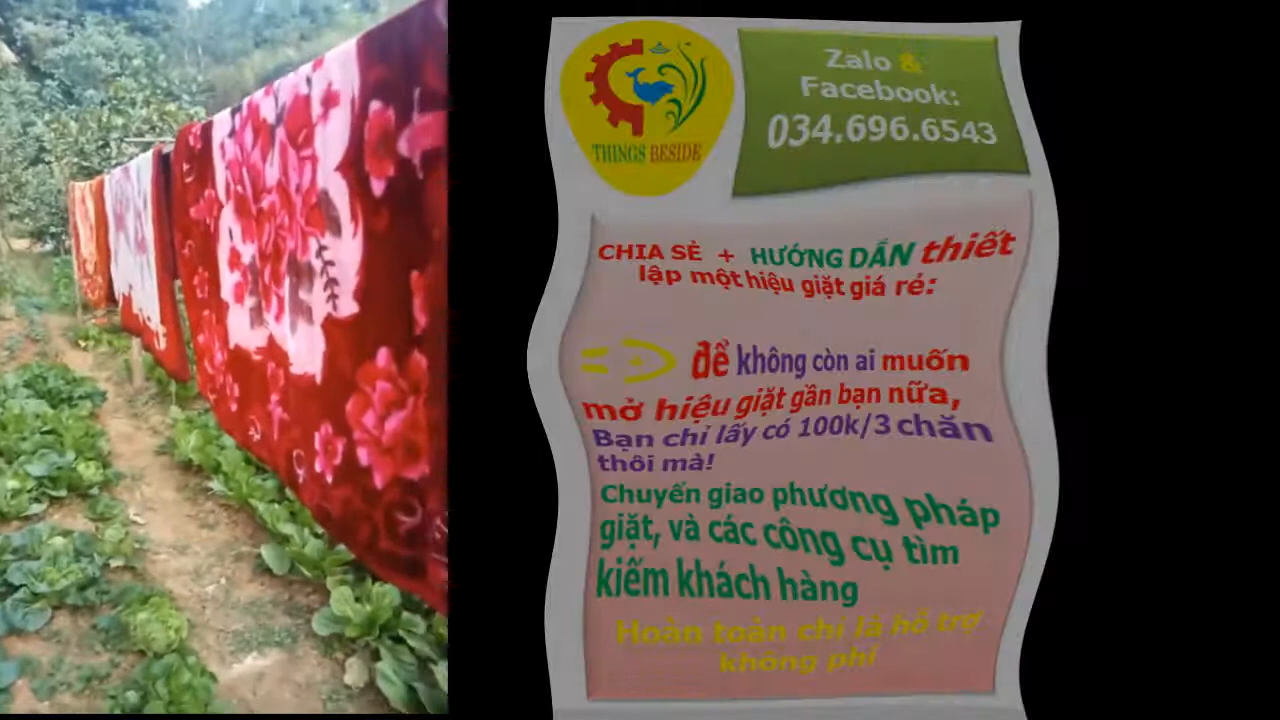 THINGS BESIDE
Zalo &
Facebook:
034.696.6543
CHIA SẺ + HƯỚNG DẪN thiết
lập một hiệu giặt giá rẻ:
để không còn ai muốn
mở hiệu giặt gần bạn nữa,
Bạn chỉ lấy có 100k/3 chăn
thôi mà!
Chuyển giao phương pháp
giặt, và các công cụ tìm
kiếm khách hàng
Hoàn toàn chỉ là hỗ trợ
không phí